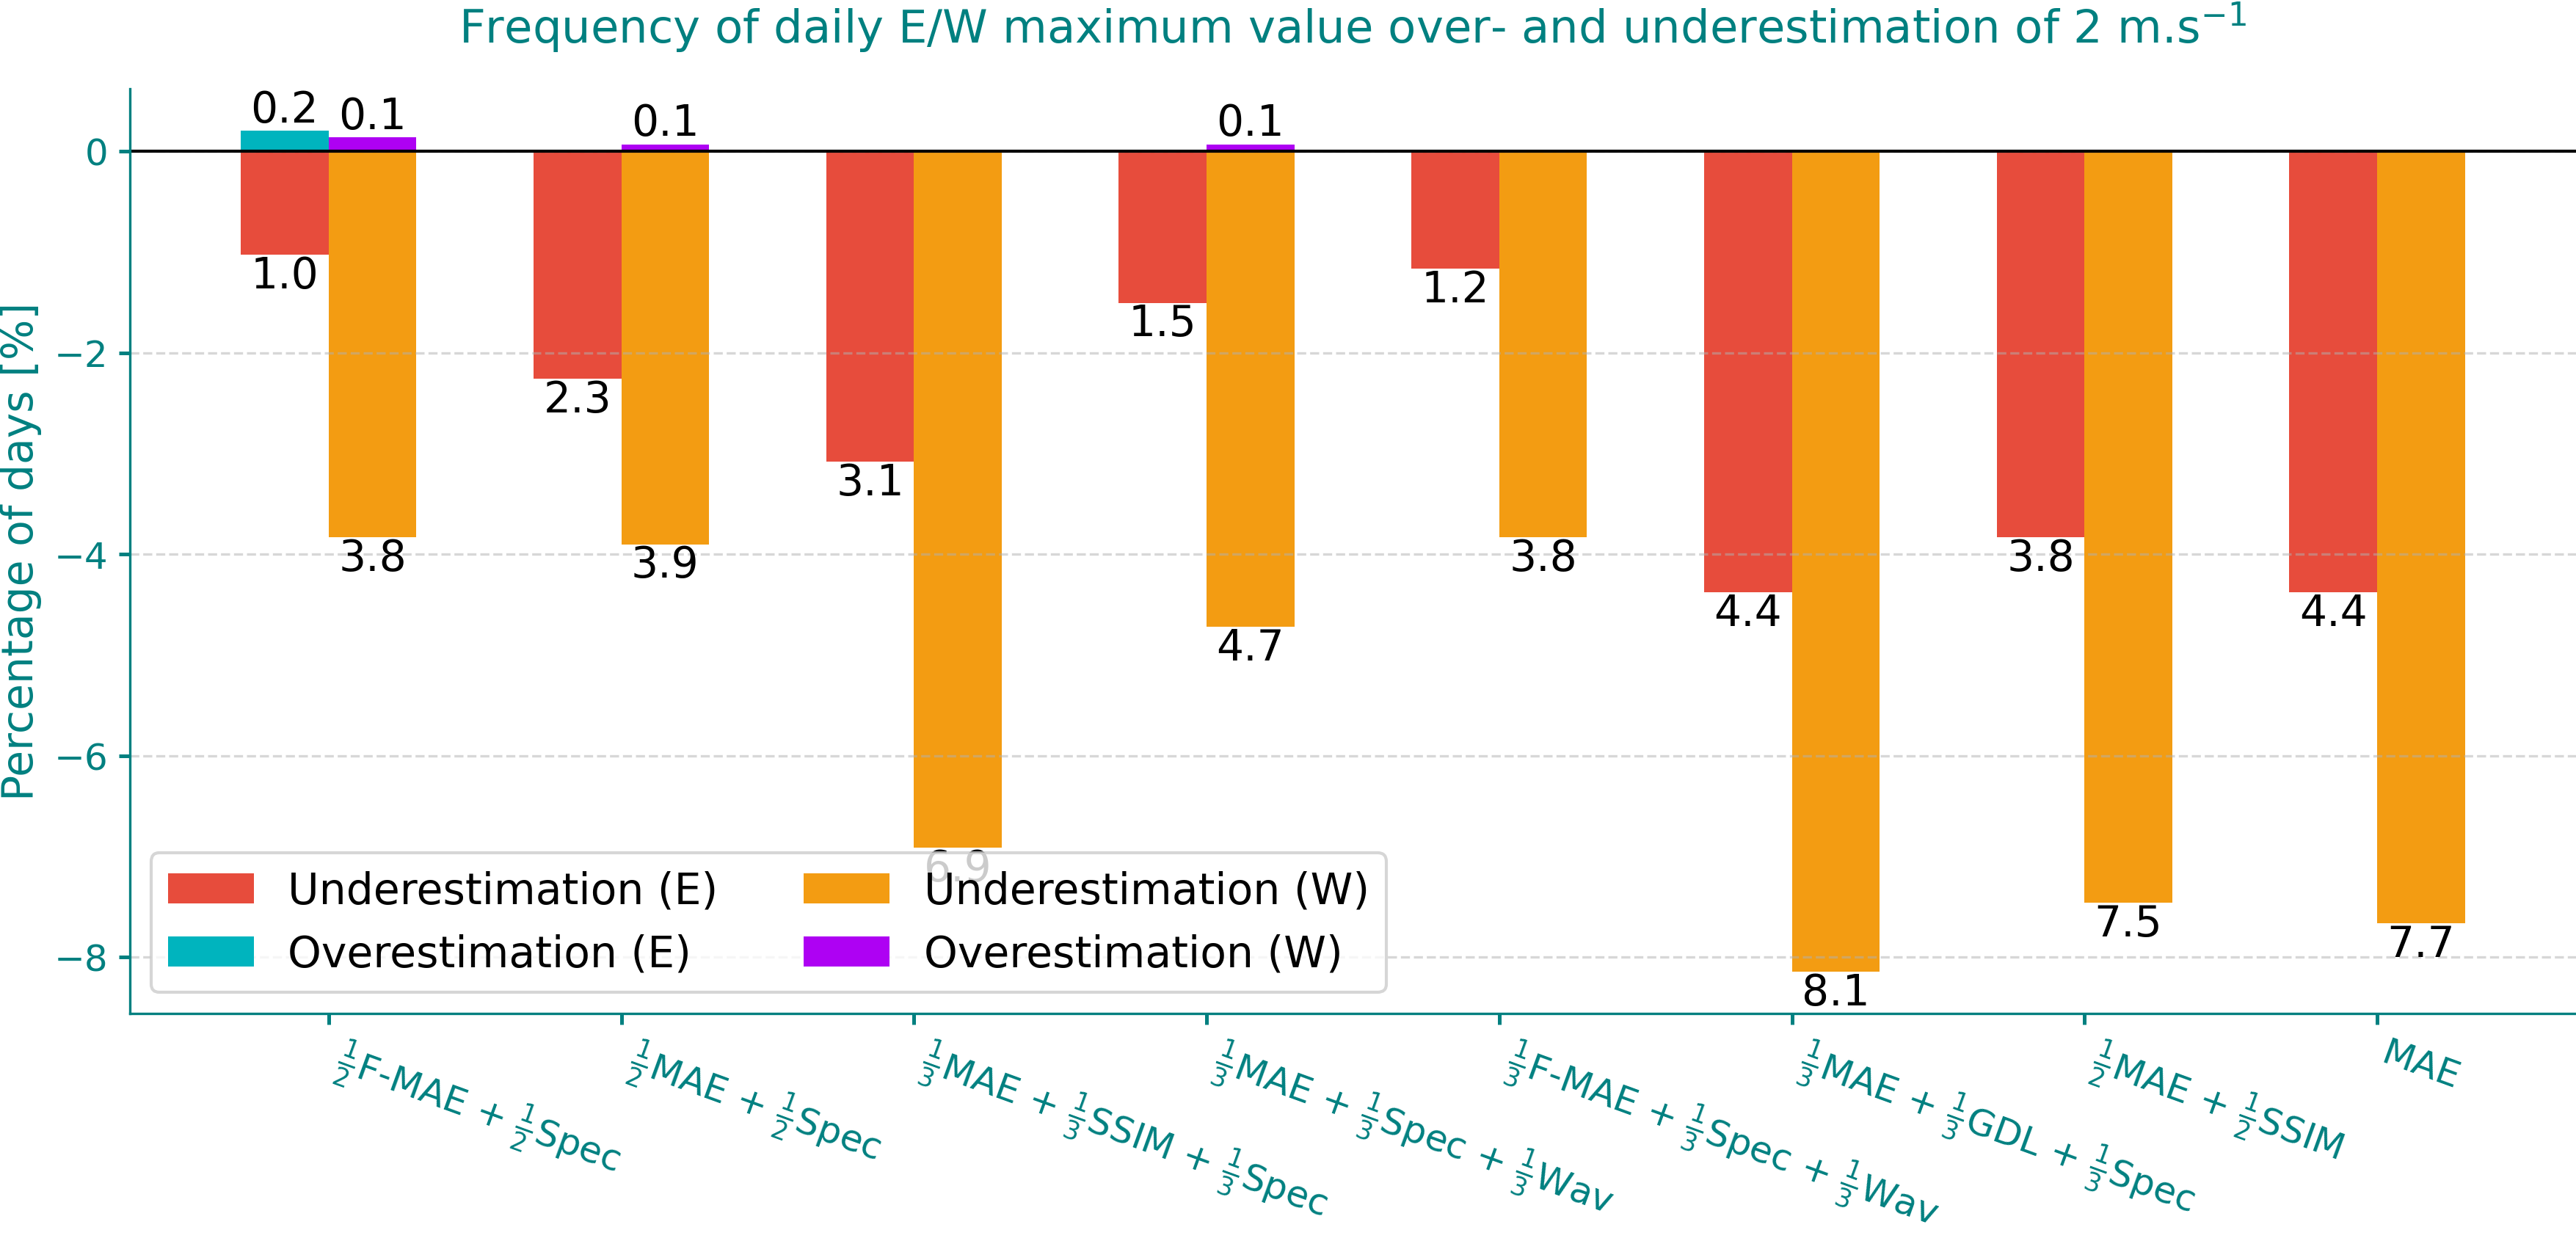 Frequency of daily E/W maximum value over- and underestimation of 2 m.s⁻¹
Percentage of days [%]
0
−2
−4
−6
−8
0.2 0.1 0.1 0.1
1.0 3.8
2.3 3.9
3.1 6.9
1.5 4.7
1.2 3.8
4.4 8.1
3.8 7.5
4.4 7.7
Underestimation (E)
Overestimation (E)
Underestimation (W)
Overestimation (W)
½F-MAE + ½Spec
½MAE + ½Spec
⅓MAE + ⅓SSIM + ⅓Spec
⅓MAE + ⅓Spec + ⅓Wav
⅓F-MAE + ⅓Spec + ⅓Wav
⅓MAE + ⅓GDL + ⅓Spec
½MAE + ½SSIM
MAE